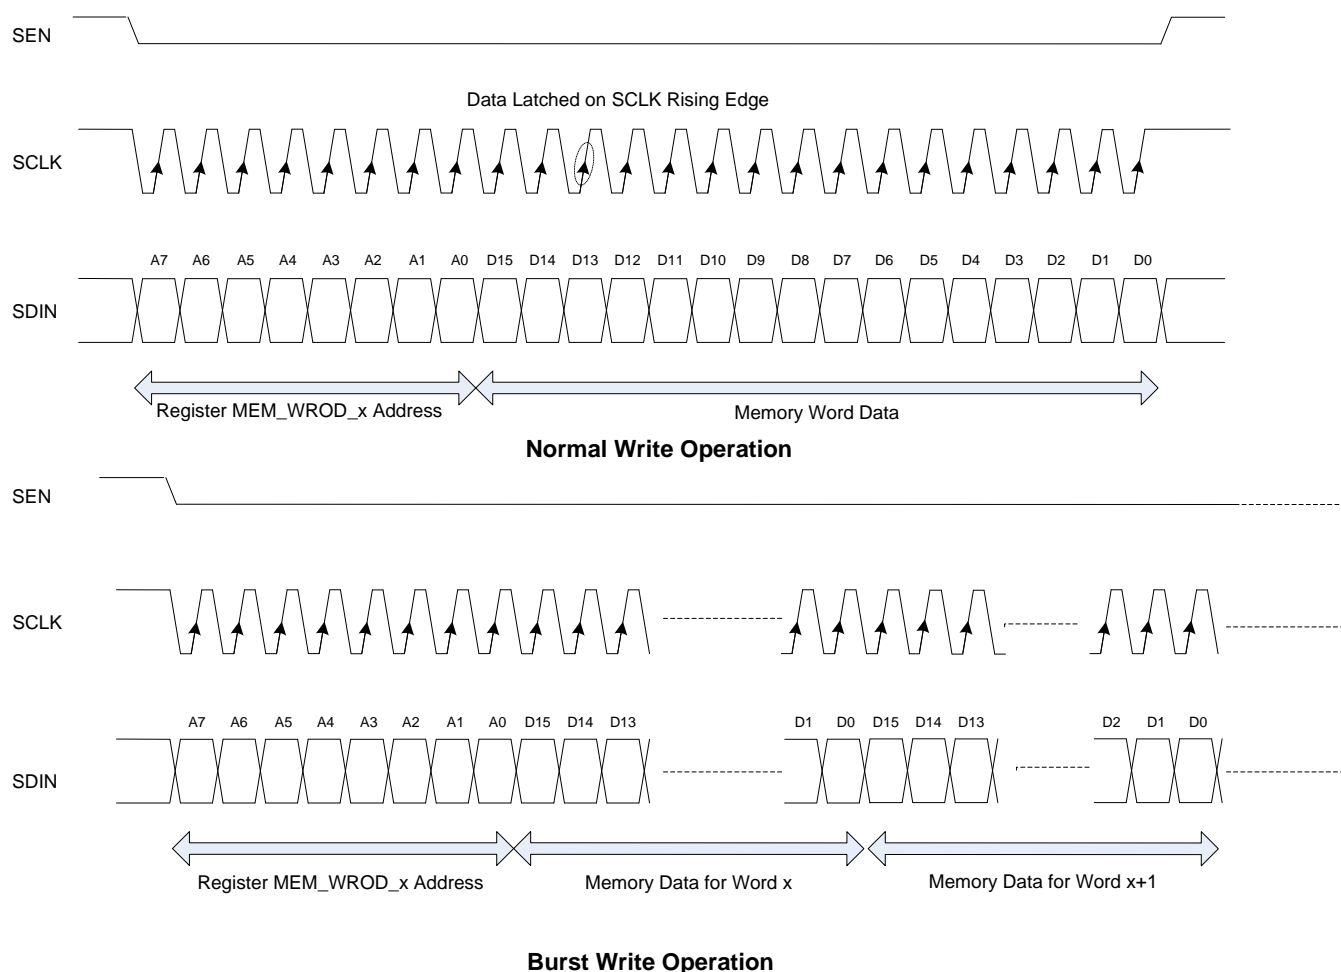 SEN
Data Latched on SCLK Rising Edge
SCLK
A7 A6 A5 A4 A3 A2 A1 A0 D15 D14 D13 D12 D11 D10 D9 D8 D7 D6 D5 D4 D3 D2 D1 D0
SDIN
Register MEM_WROD_x Address Memory Word Data
Normal Write Operation
SEN
SCLK
A7 A6 A5 A4 A3 A2 A1 A0 D15 D14 D13 D1 D0 D15 D14 D13 D2 D1 D0
SDIN
Register MEM_WROD_x Address Memory Data for Word x Memory Data for Word x+1
Burst Write Operation